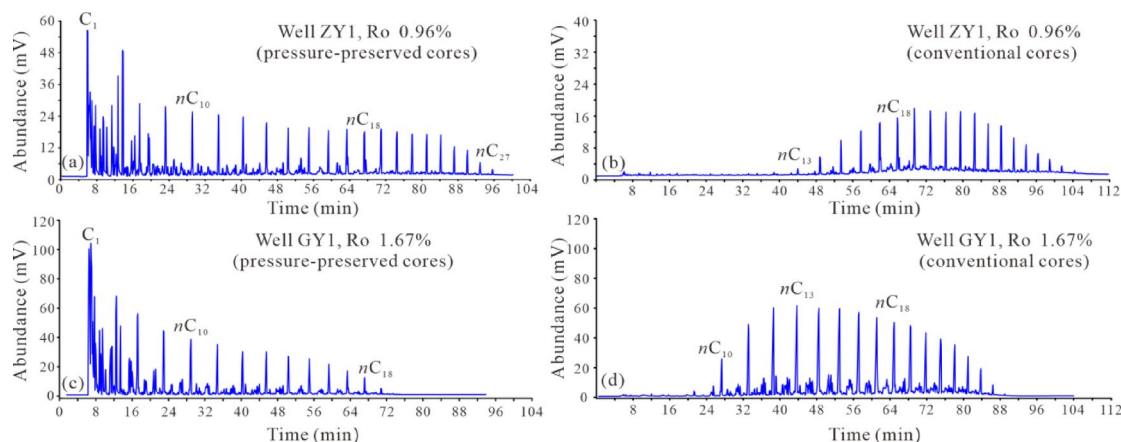 60
48
36
24
12
0
Abundance (mV)
C₁
Well ZY1, Ro 0.96%
(pressure-preserved cores)
nC₁₀
nC₁₈
nC₂₇
(a)
0 8 16 24 32 40 48 56 64 72 80 88 96 104
Time (min)
40
32
24
16
8
0
Abundance (mV)
Well ZY1, Ro 0.96%
(conventional cores)
nC₁₈
nC₁₃
(b)
8 16 24 32 40 48 56 64 72 80 88 96 104 112
Time (min)
120
100
80
60
40
20
0
Abundance (mV)
C₁
Well GY1, Ro 1.67%
(pressure-preserved cores)
nC₁₀
nC₁₈
(c)
0 8 16 24 32 40 48 56 64 72 80 88 96 104
Time (min)
120
100
80
60
40
20
0
Abundance (mV)
Well GY1, Ro 1.67%
(conventional cores)
nC₁₃
nC₁₈
nC₁₀
(d)
8 16 24 32 40 48 56 64 72 80 88 96 104 112
Time (min)